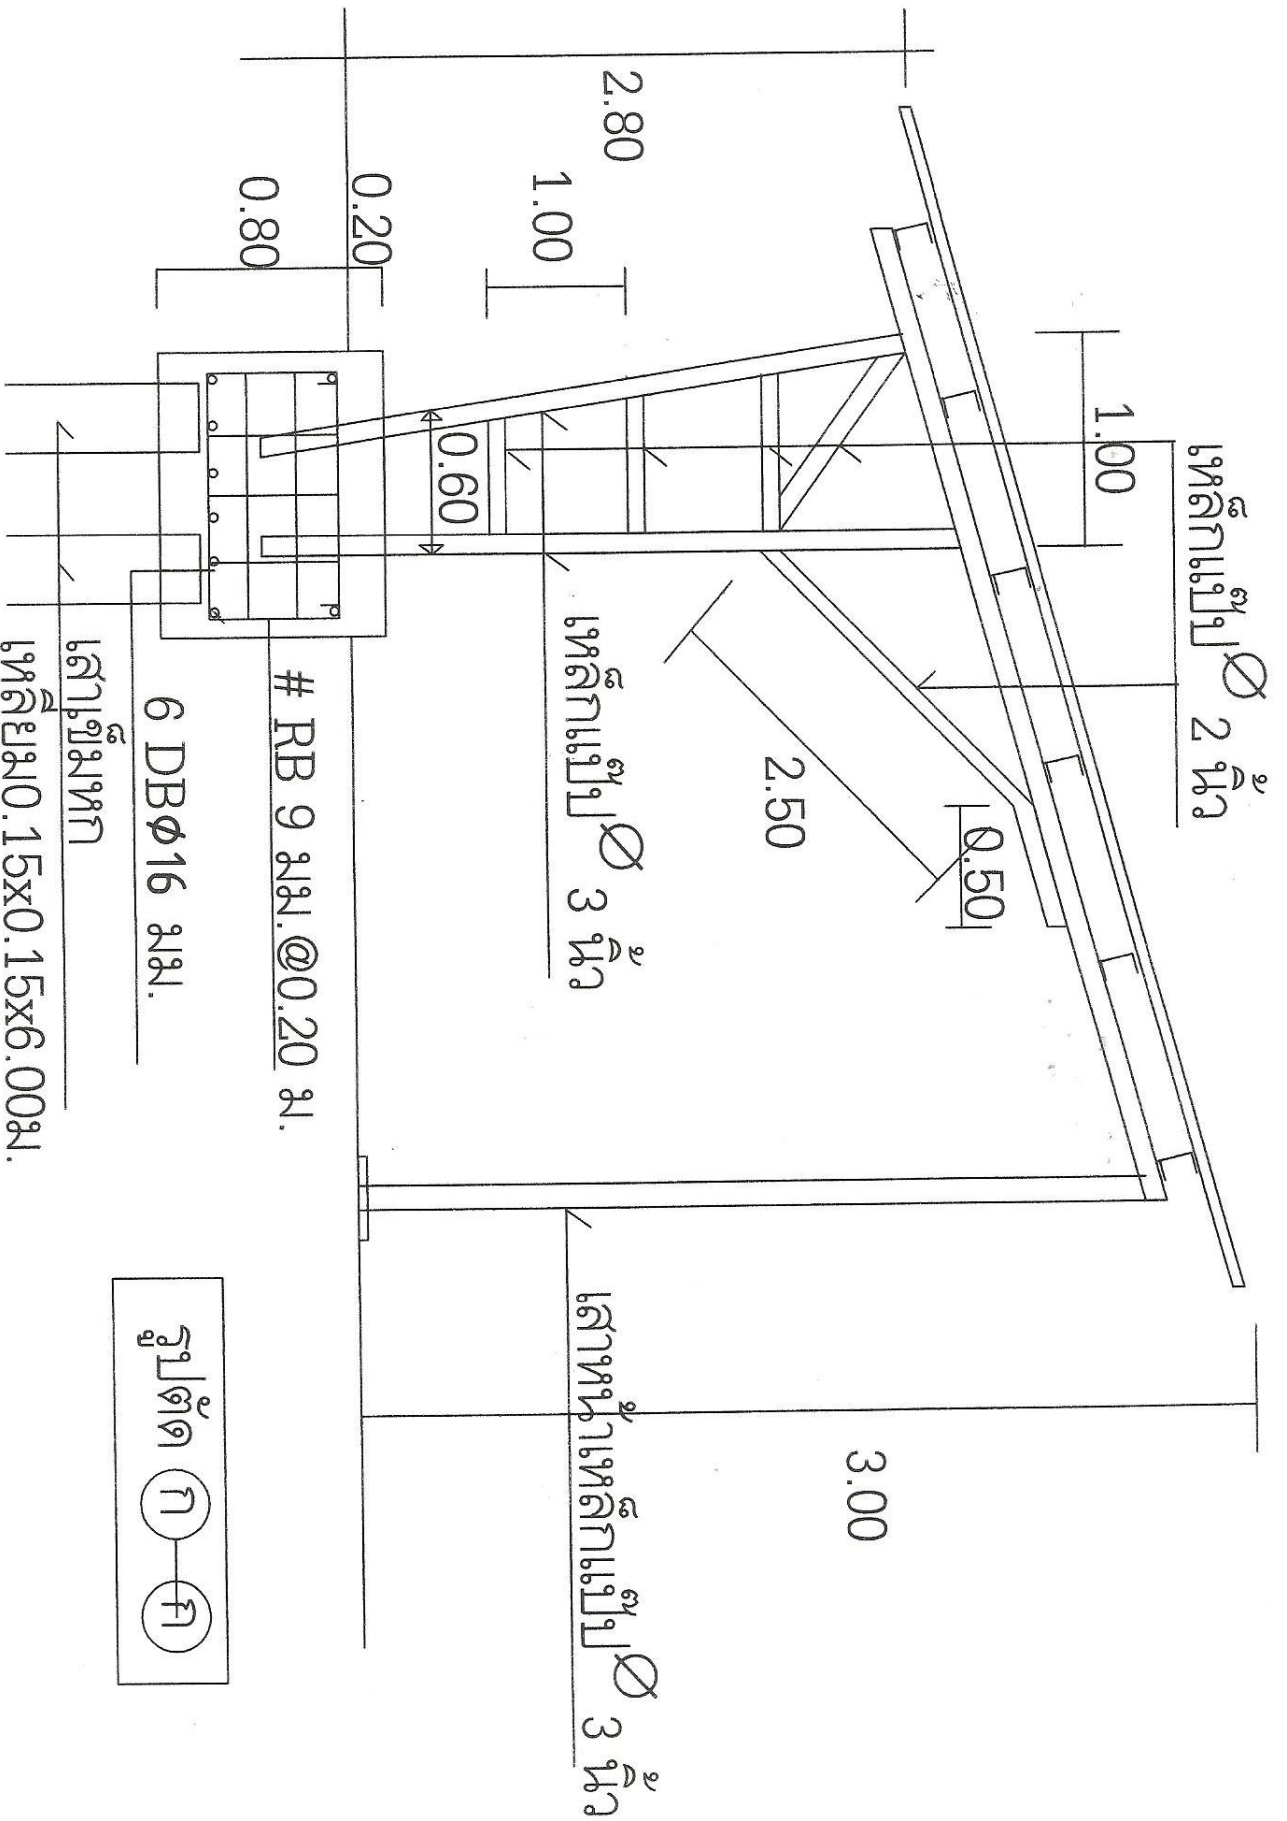 เหล็กแป๊ป Ø 2 นิ้ว
1.00
2.80
1.00
0.50
2.50
3.00
0.60
เหล็กแป๊ป Ø 3 นิ้ว
เสาหน้าเหล็กแป๊ป Ø 3 นิ้ว
0.20
0.80
# RB 9 มม.@0.20 ม.
6 DBØ16 มม.
เสาเข็มหก
เหลี่ยม0.15x0.15x6.00ม.
รูปตัด ก ค